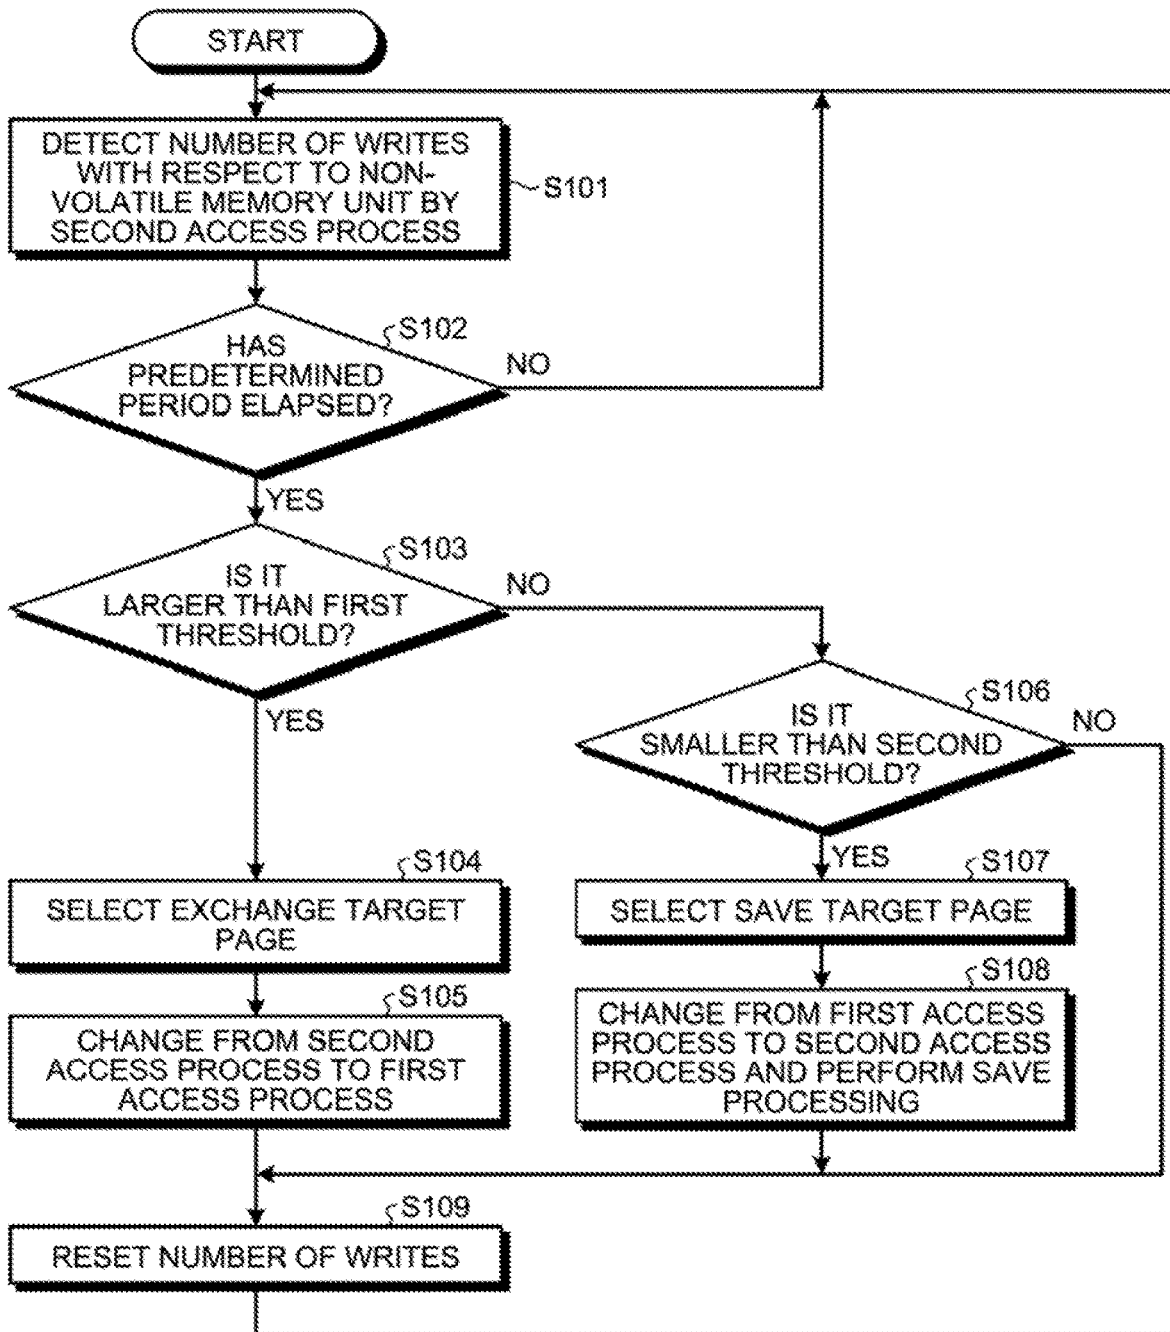 START
DETECT NUMBER OF WRITES
WITH RESPECT TO NON-
VOLATILE MEMORY UNIT BY
SECOND ACCESS PROCESS
S101
S102
HAS
PREDETERMINED
PERIOD ELAPSED?
NO
YES
S103
IS IT
LARGER THAN FIRST
THRESHOLD?
NO
YES
S106
IS IT
SMALLER THAN SECOND
THRESHOLD?
NO
YES
S104
SELECT EXCHANGE TARGET
PAGE
S107
SELECT SAVE TARGET PAGE
S105
CHANGE FROM SECOND
ACCESS PROCESS TO FIRST
ACCESS PROCESS
S108
CHANGE FROM FIRST ACCESS
PROCESS TO SECOND ACCESS
PROCESS AND PERFORM SAVE
PROCESSING
S109
RESET NUMBER OF WRITES